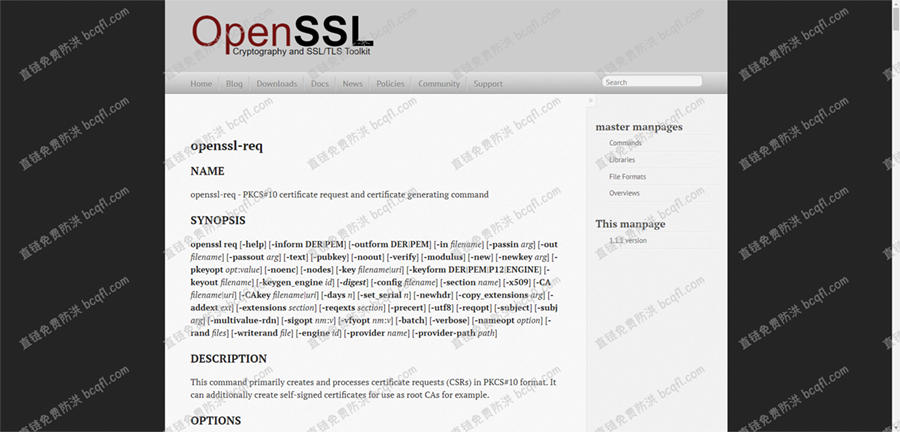 OpenSSL
Cryptography and SSL/TLS Toolkit
Home Blog Downloads Docs News Policies Community Support Search
openssl-req
NAME
openssl-req - PKCS#10 certificate request and certificate generating command
SYNOPSIS
openssl req [-help] [-inform DER|PEM] [-outform DER|PEM] [-in filename] [-passin arg] [-out
filename] [-passout arg] [-text] [-pubkey] [-noout] [-verify] [-modulus] [-new] [-newkey arg] [-
pkeyopt opt:value] [-noenc] [-nodes] [-key filename|uri] [-keyform DER|PEM|P12|ENGINE] [-
keyout filename] [-keygen_engine id] [-digest] [-config filename] [-section name] [-x509] [-CA
filename|uri] [-CAkey filename|uri] [-days n] [-set_serial n] [-newhdr] [-copy_extensions arg] [-
addext ext] [-extensions section] [-reqexts section] [-precert] [-utf8] [-reqopt] [-subject] [-subj
arg] [-multivalue-rdn] [-sigopt nm:v] [-vfyopt nm:v] [-batch] [-verbose] [-nameopt option] [-
rand files] [-writerand file] [-engine id] [-provider name] [-provider-path path]
DESCRIPTION
This command primarily creates and processes certificate requests (CSRs) in PKCS#10 format. It
can additionally create self-signed certificates for use as root CAs for example.
OPTIONS
»
master manpages
Commands
Libraries
File Formats
Overviews
This manpage
1.1.1 version
直链免费防洪 bcqfl.com